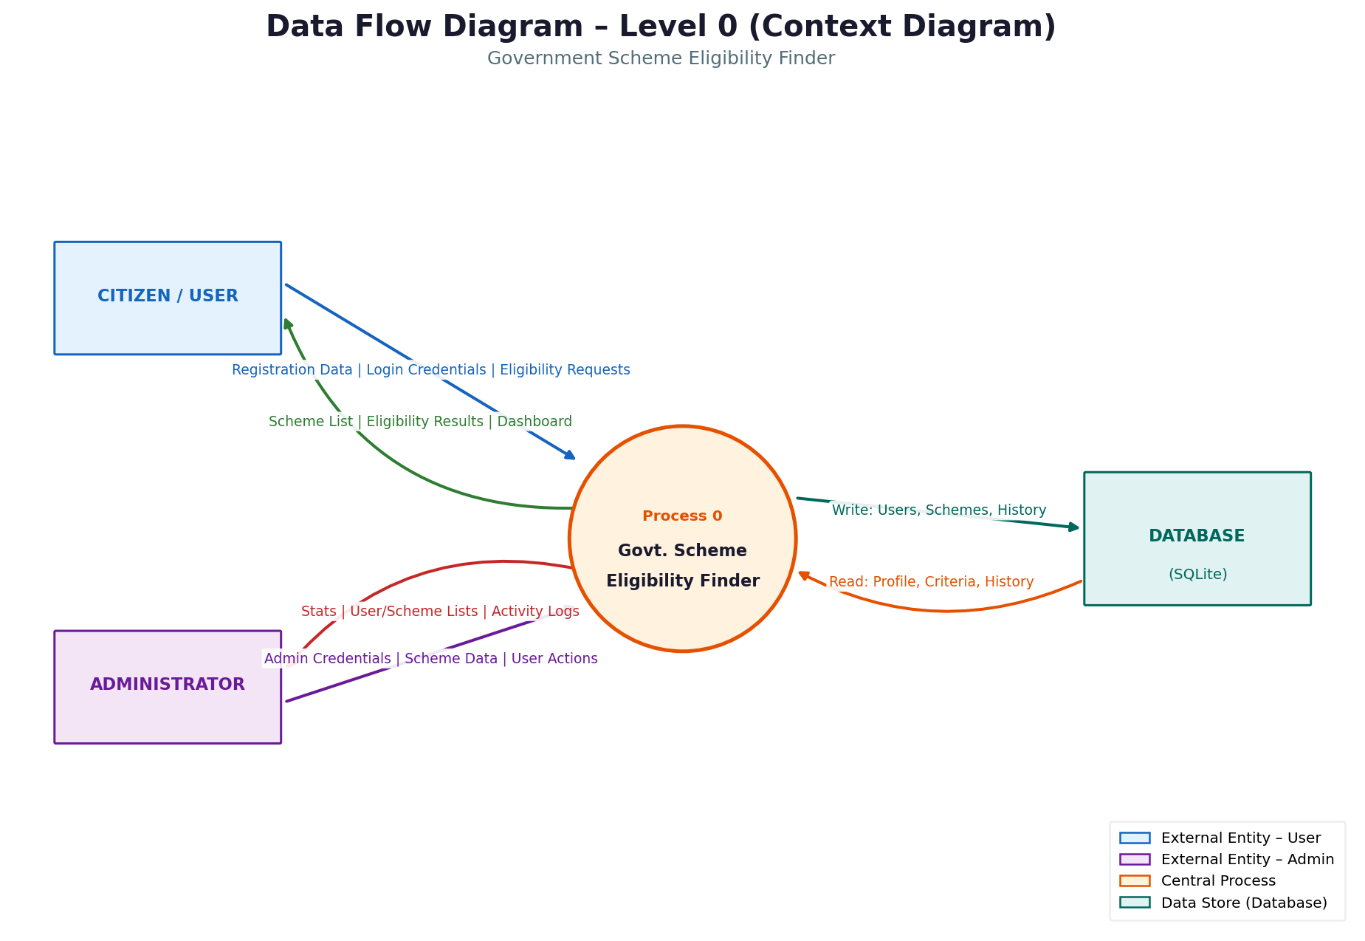 Data Flow Diagram – Level 0 (Context Diagram)
Government Scheme Eligibility Finder
CITIZEN / USER
Registration Data | Login Credentials | Eligibility Requests
Scheme List | Eligibility Results | Dashboard
Process 0
Govt. Scheme
Eligibility Finder
Write: Users, Schemes, History
Read: Profile, Criteria, History
DATABASE
(SQLite)
Stats | User/Scheme Lists | Activity Logs
Admin Credentials | Scheme Data | User Actions
ADMINISTRATOR
External Entity – User
External Entity – Admin
Central Process
Data Store (Database)